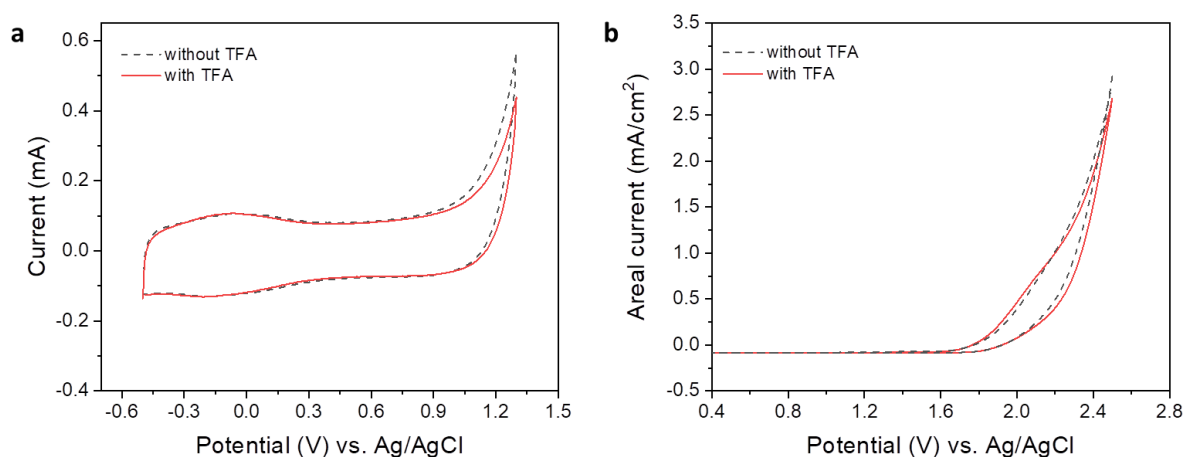 a
without TFA
with TFA
0.6
0.4
0.2
0.0
-0.2
-0.4
Current (mA)
-0.6 -0.3 0.0 0.3 0.6 0.9 1.2 1.5
Potential (V) vs. Ag/AgCl
b
without TFA
with TFA
3.5
3.0
2.5
2.0
1.5
1.0
0.5
0.0
-0.5
Areal current (mA/cm²)
0.4 0.8 1.2 1.6 2.0 2.4 2.8
Potential (V) vs. Ag/AgCl